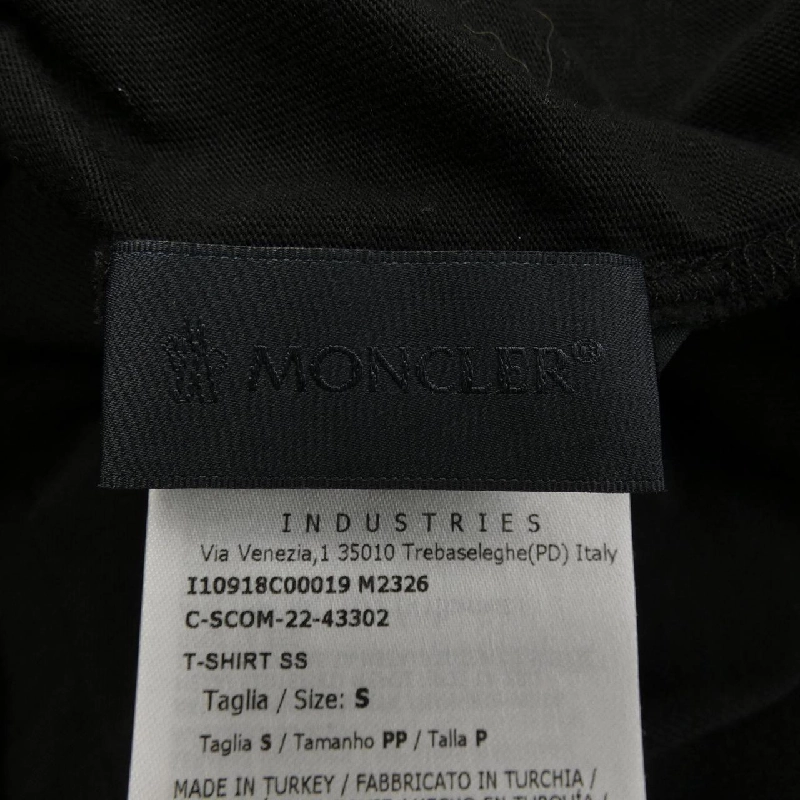 MONCLER®
INDUSTRIES
Via Venezia,1 35010 Trebaseleghe(PD) Italy
I10918C00019 M2326
C-SCOM-22-43302
T-SHIRT SS
Taglia / Size: S
Taglia S / Tamanho PP / Talla P
MADE IN TURKEY / FABBRICATO IN TURCHIA /